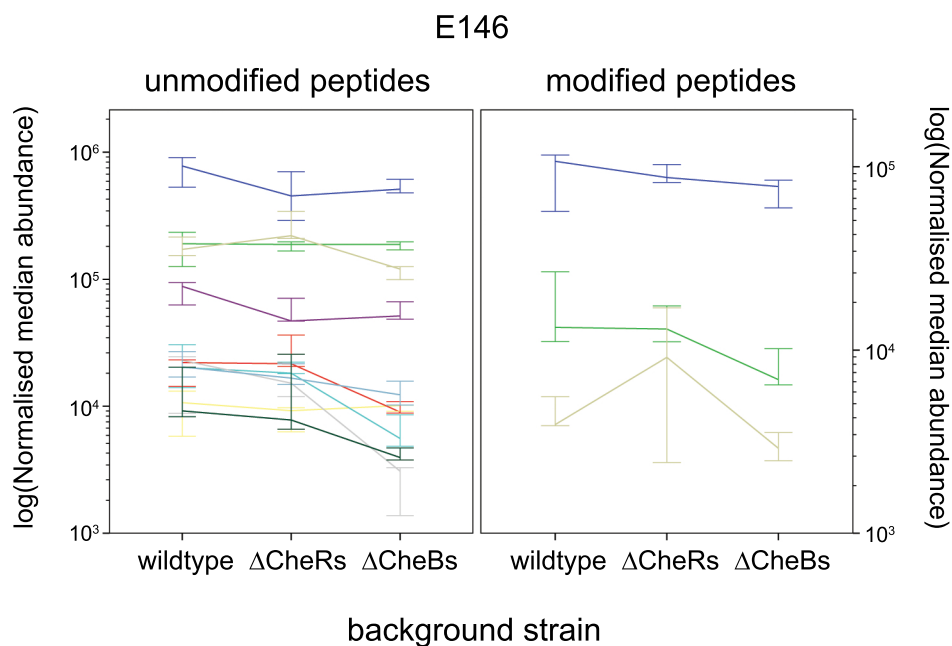 E146
unmodified peptides
modified peptides
log(Normalised median abundance)
10⁶
10⁵
10⁴
10³
10⁵
10⁴
10³
log(Normalised median abundance)
wildtype ΔCheRs ΔCheBs
wildtype ΔCheRs ΔCheBs
background strain